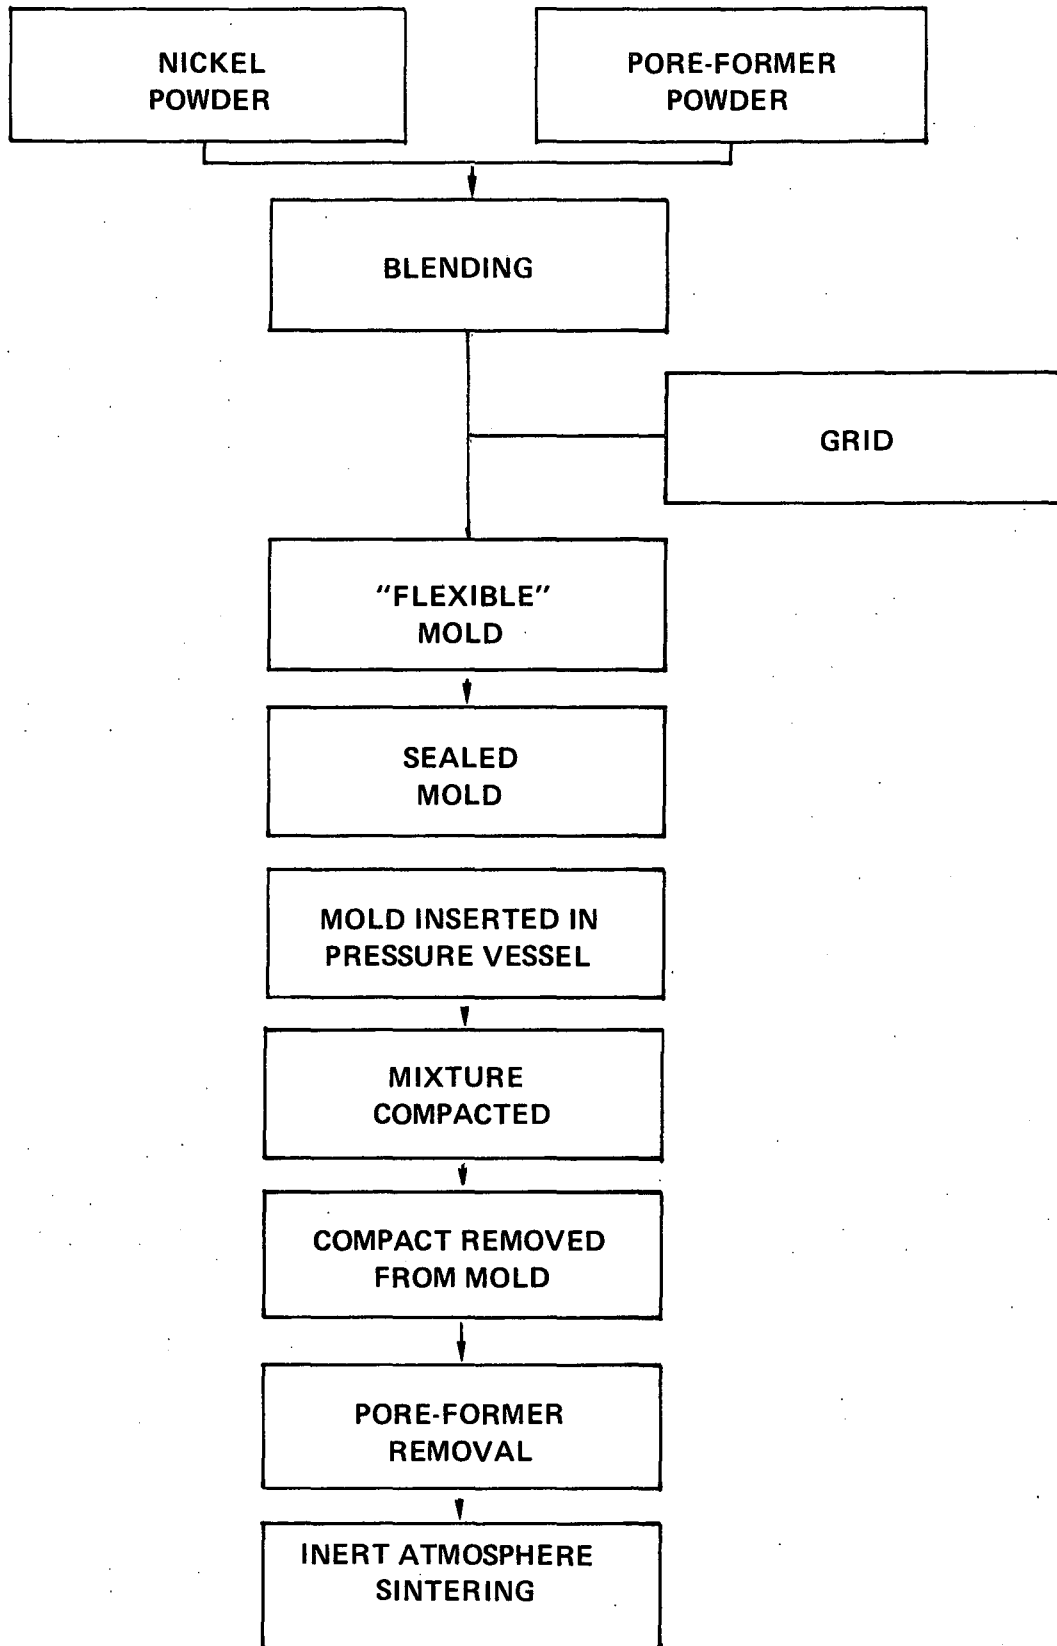 NICKEL
POWDER
PORE-FORMER
POWDER
BLENDING
GRID
"FLEXIBLE"
MOLD
SEALED
MOLD
MOLD INSERTED IN
PRESSURE VESSEL
MIXTURE
COMPACTED
COMPACT REMOVED
FROM MOLD
PORE-FORMER
REMOVAL
INERT ATMOSPHERE
SINTERING